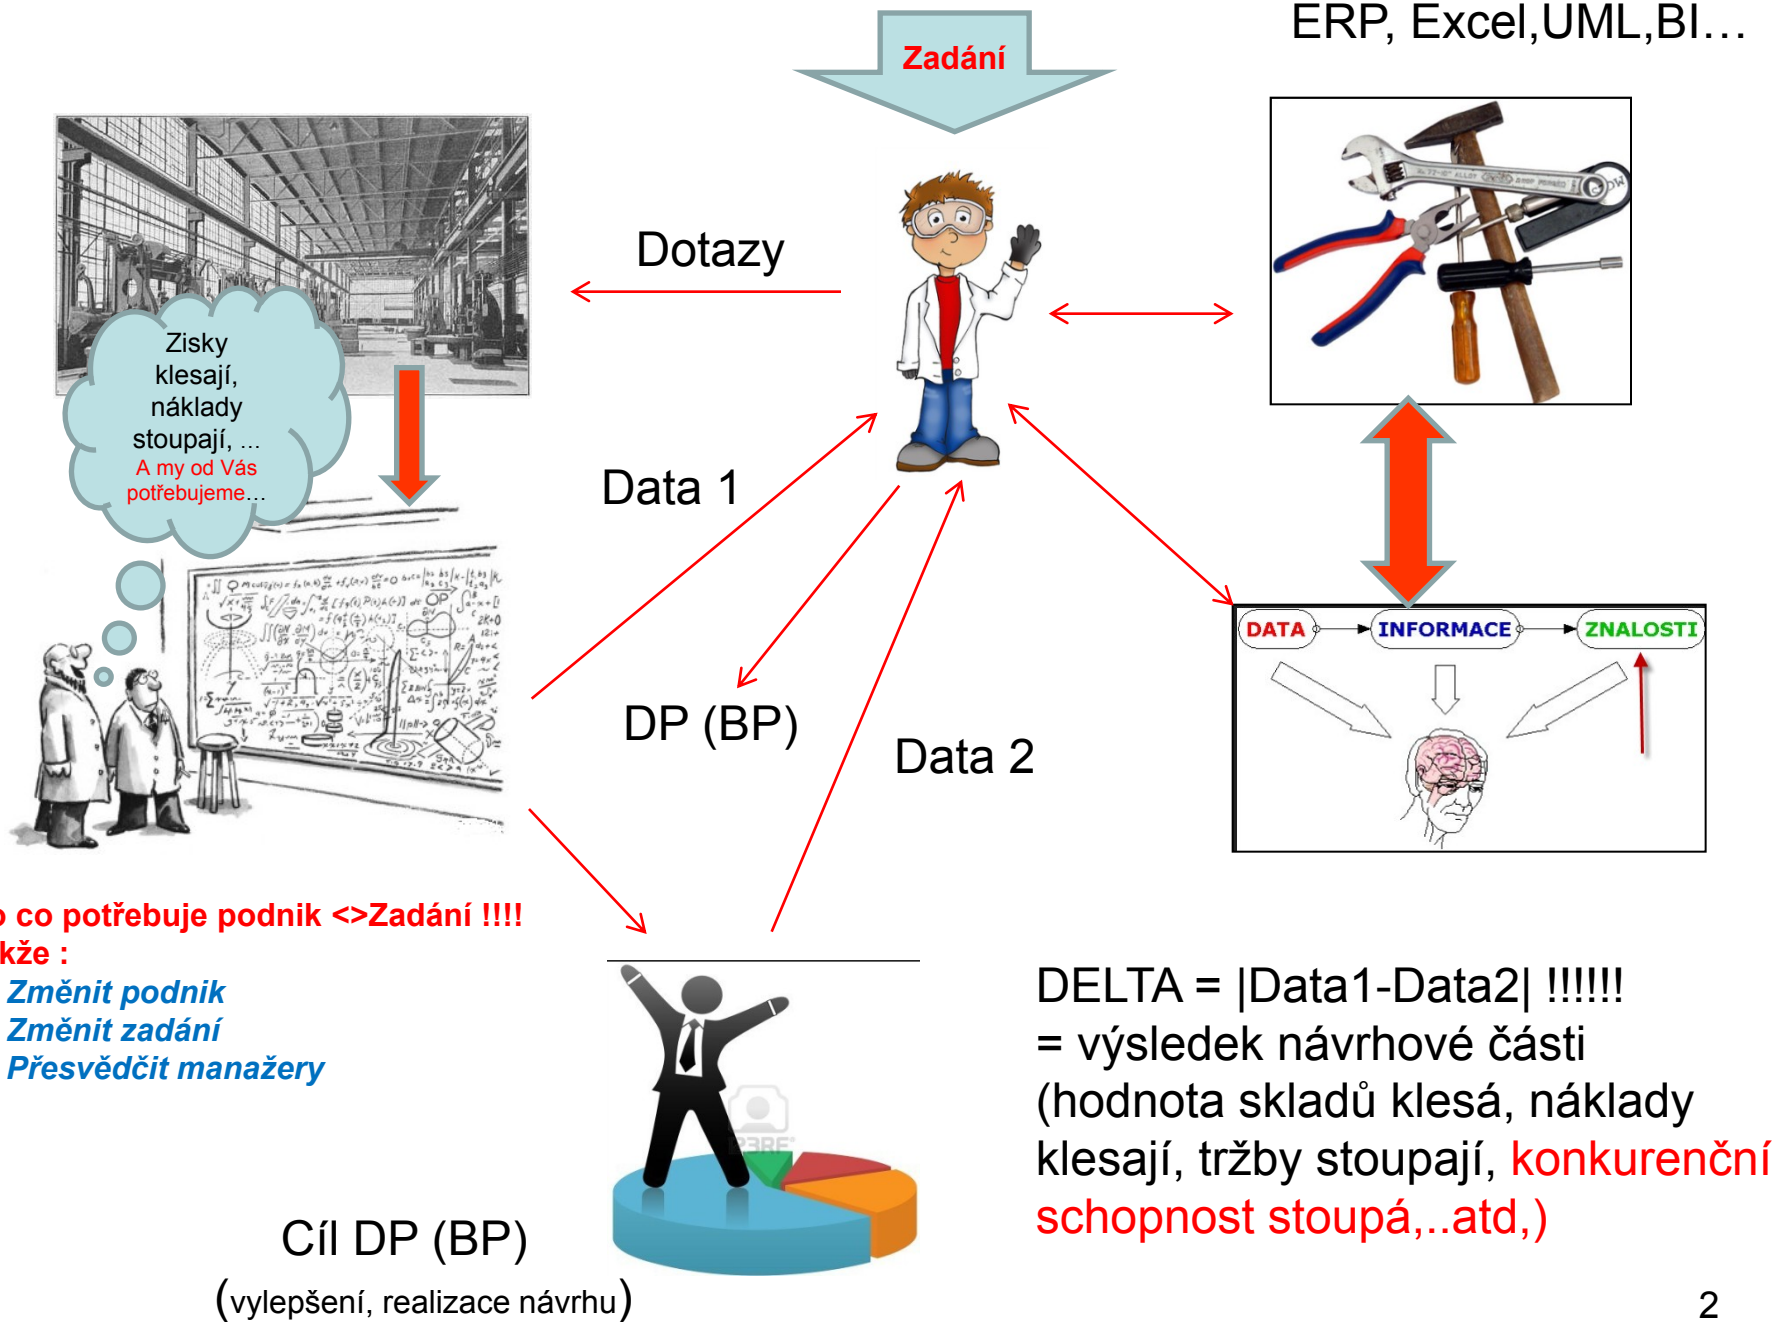 ERP, Excel,UML,BI…
Zadání
Dotazy
Zisky
klesají,
náklady
stoupají, …
A my od Vás
potřebujeme…
Data 1
DP (BP)
Data 2
DATA
INFORMACE
ZNALOSTI
co potřebuje podnik <>Zadání !!!!
kže :
Změnit podnik
Změnit zadání
Přesvědčit manažery
DELTA = |Data1-Data2| !!!!!!
= výsledek návrhové části
(hodnota skladů klesá, náklady
klesají, tržby stoupají, konkurenční
schopnost stoupá,..atd,)
Cíl DP (BP)
(vylepšení, realizace návrhu)
2